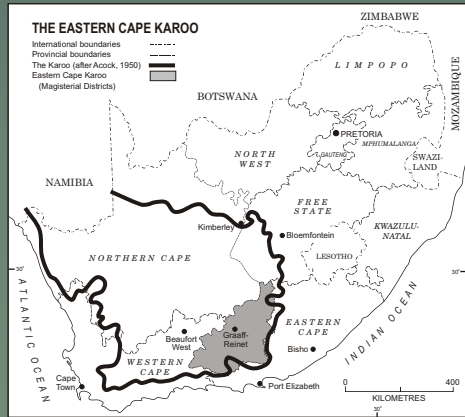 THE EASTERN CAPE KAROO
International boundaries
Provincial boundaries
The Karoo (after Acock, 1950)
Eastern Cape Karoo
(Magisterial Districts)
ZIMBABWE
LIMPOPO
MOZAMBIQUE
BOTSWANA
PRETORIA
MPHUMALANGA
GAUTENG
NORTH
WEST
SWAZI-
LAND
NAMIBIA
FREE
STATE
Kimberley
Bloemfontein
KWAZULU-
NATAL
LESOTHO
NORTHERN CAPE
30°
30°
ATLANTIC OCEAN
INDIAN OCEAN
EASTERN
CAPE
Beaufort
West
Graaff-
Reinet
Bisho
WESTERN
CAPE
Cape
Town
Port Elizabeth
0 400
KILOMETRES
30°